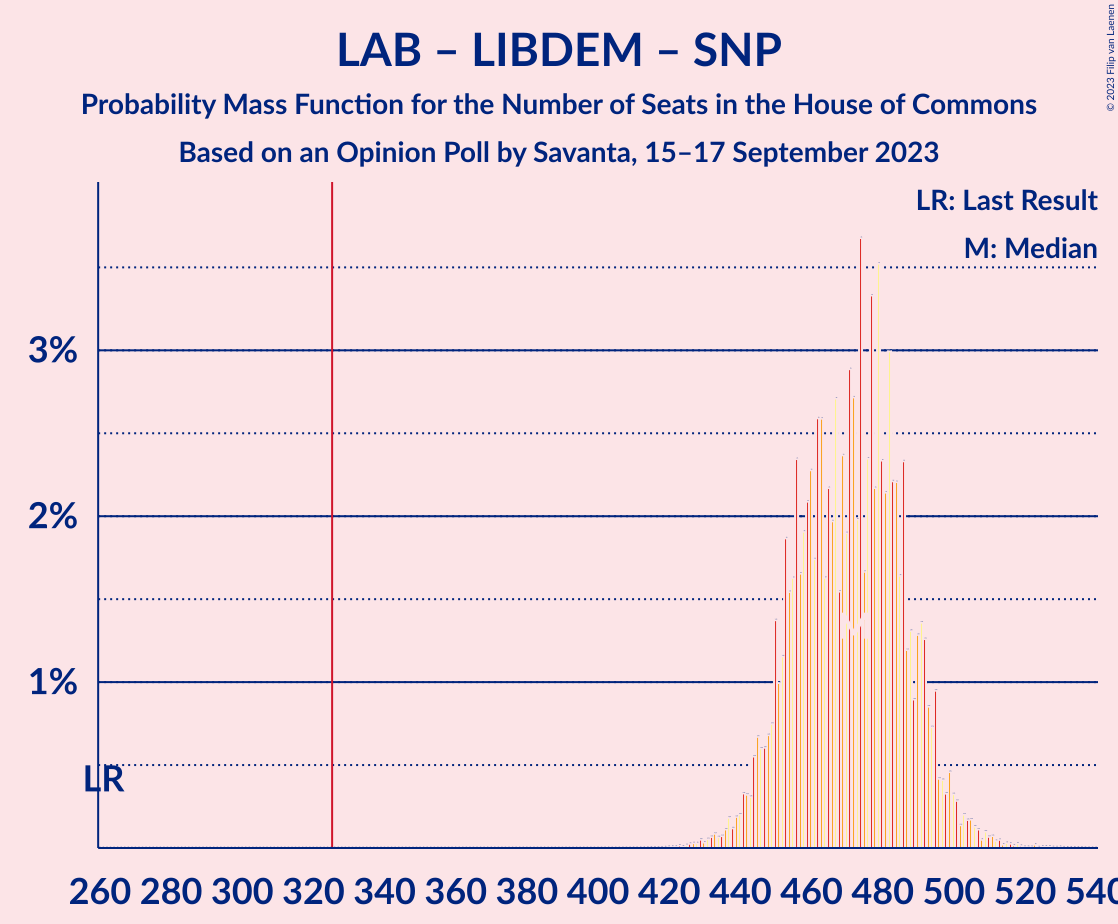 LAB – LIBDEM – SNP
Probability Mass Function for the Number of Seats in the House of Commons
Based on an Opinion Poll by Savanta, 15–17 September 2023
© 2023 Filip van Laenen
LR: Last Result
M: Median
3%
2%
1%
LR
260 280 300 320 340 360 380 400 420 440 460 480 500 520 540